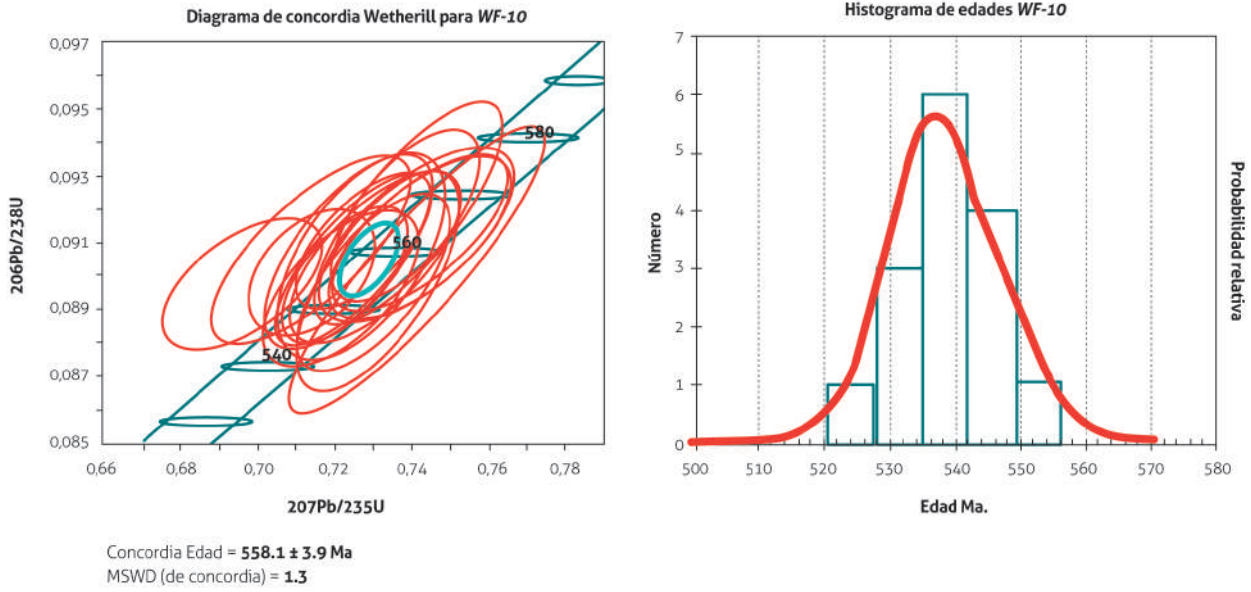 Diagrama de concordia Wetherill para WF-10
0,097
0,095
0,093
0,091
0,089
0,087
0,085
206Pb/238U
580
560
540
0,66 0,68 0,70 0,72 0,74 0,76 0,78
207Pb/235U
Concordia Edad = 558.1 ± 3.9 Ma
MSWD (de concordia) = 1.3
Histograma de edades WF-10
7
6
5
4
3
2
1
0
Número
Probabilidad relativa
500 510 520 530 540 550 560 570 580
Edad Ma.